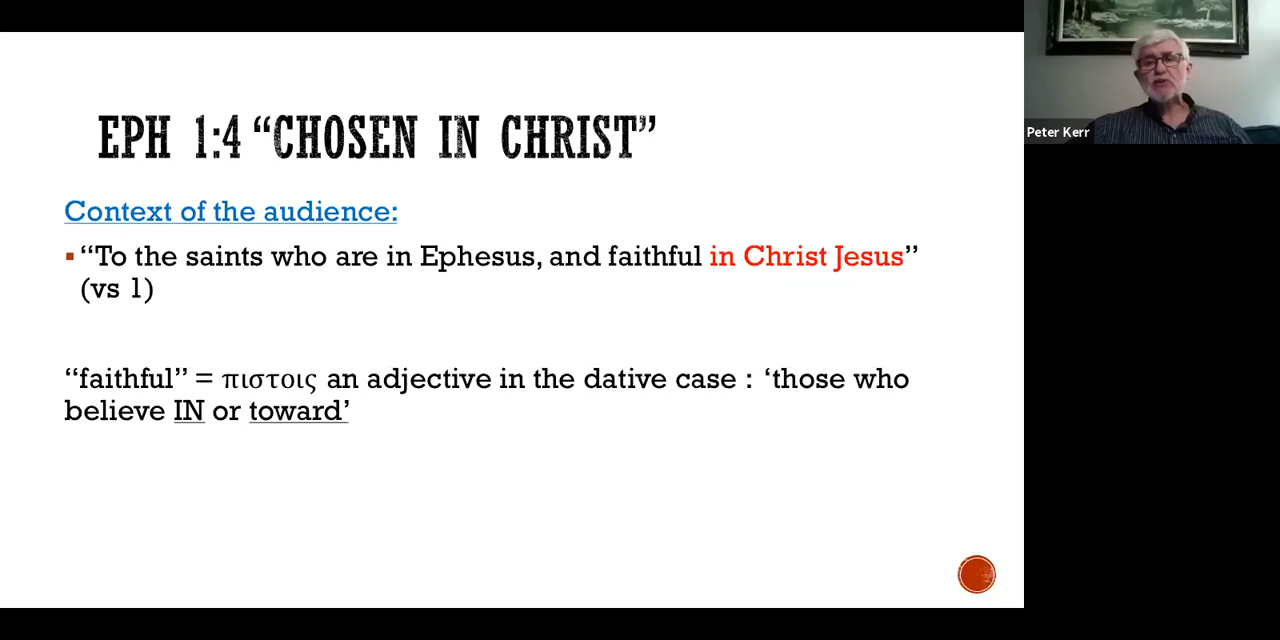 EPH 1:4 “CHOSEN IN CHRIST”
Peter Kerr
Context of the audience:
▪ “To the saints who are in Ephesus, and faithful in Christ Jesus”
(vs 1)
“faithful” = πιστοις an adjective in the dative case : ‘those who
believe IN or toward’